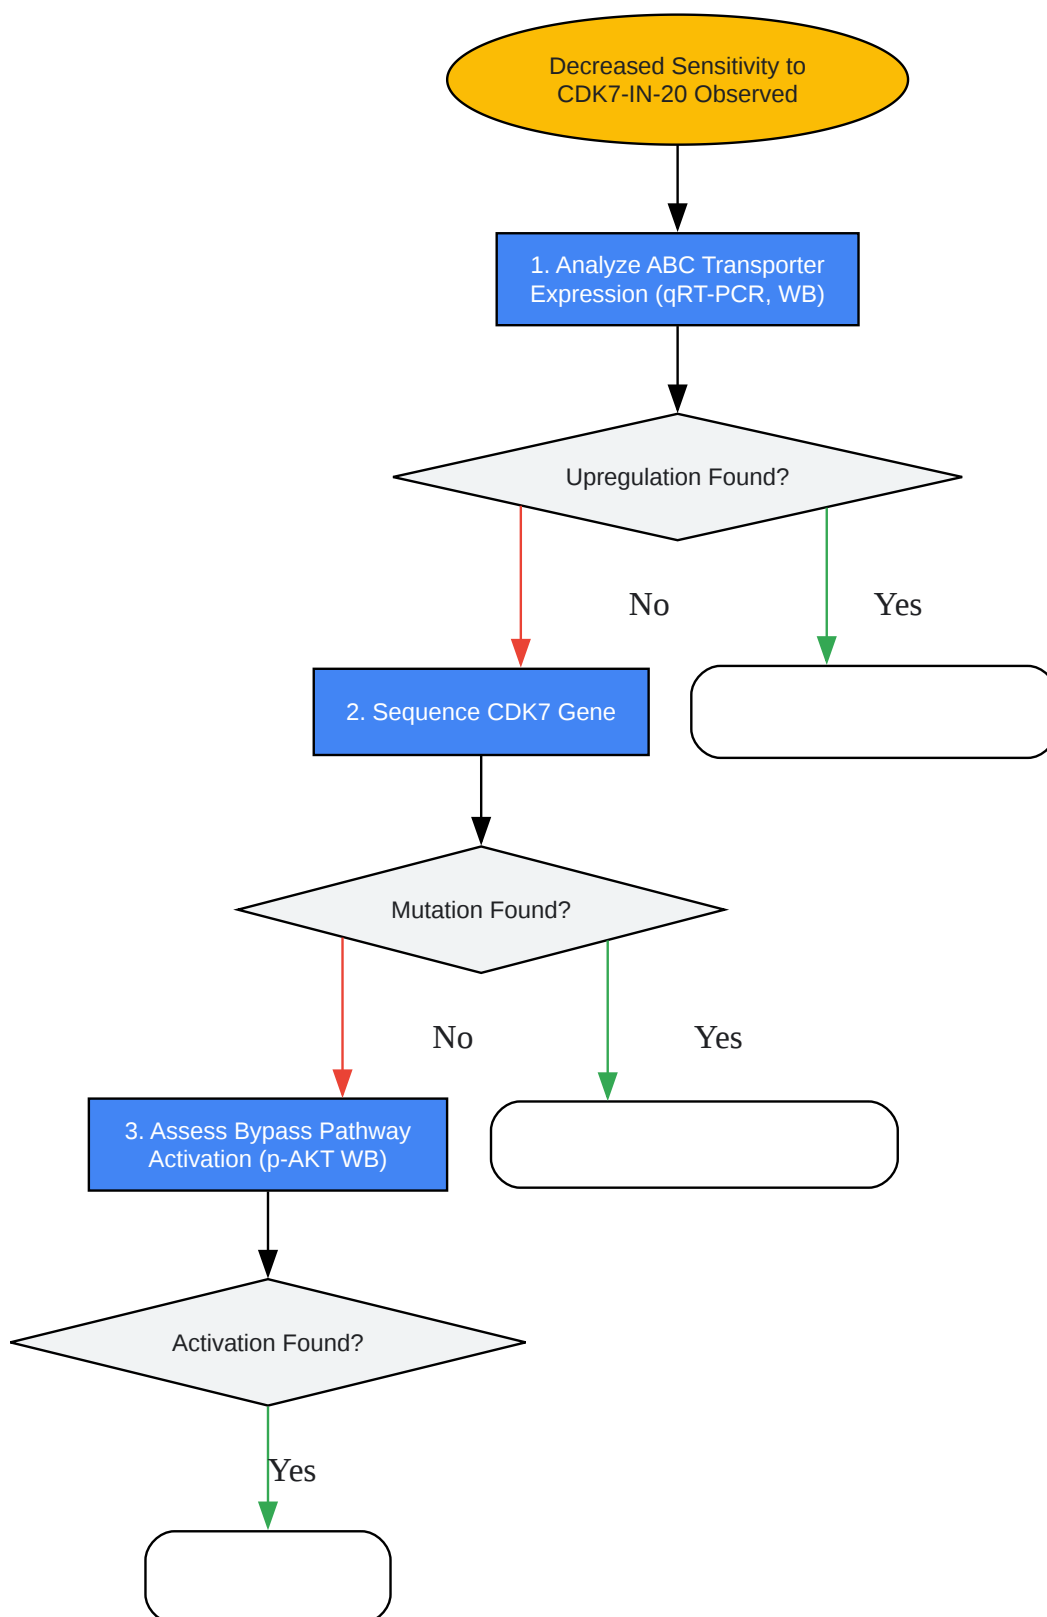 Decreased Sensitivity to
CDK7-IN-20 Observed
1. Analyze ABC Transporter
Expression (qRT-PCR, WB)
Upregulation Found?
No
Yes
2. Sequence CDK7 Gene
Mutation Found?
No
Yes
3. Assess Bypass Pathway
Activation (p-AKT WB)
Activation Found?
Yes